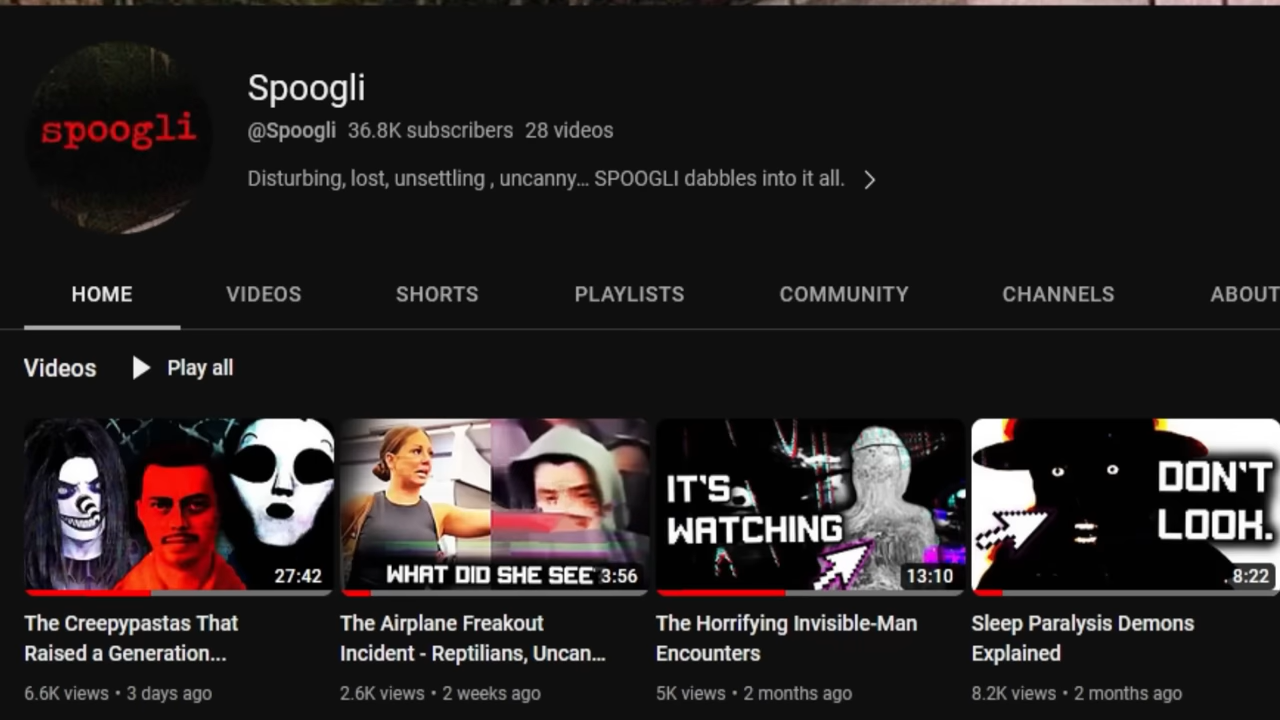 spoogli
Spoogli
@Spoogli 36.8K subscribers 28 videos
Disturbing, lost, unsettling , uncanny... SPOOGLI dabbles into it all.
HOME VIDEOS SHORTS PLAYLISTS COMMUNITY CHANNELS ABOUT
Videos Play all
27:42
WHAT DID SHE SEE 3:56
IT'S
WATCHING
13:10
DON'T
LOOK.
8:22
The Creepypastas That
Raised a Generation...
6.6K views • 3 days ago
The Airplane Freakout
Incident - Reptilians, Uncan...
2.6K views • 2 weeks ago
The Horrifying Invisible-Man
Encounters
5K views • 2 months ago
Sleep Paralysis Demons
Explained
8.2K views • 2 months ago